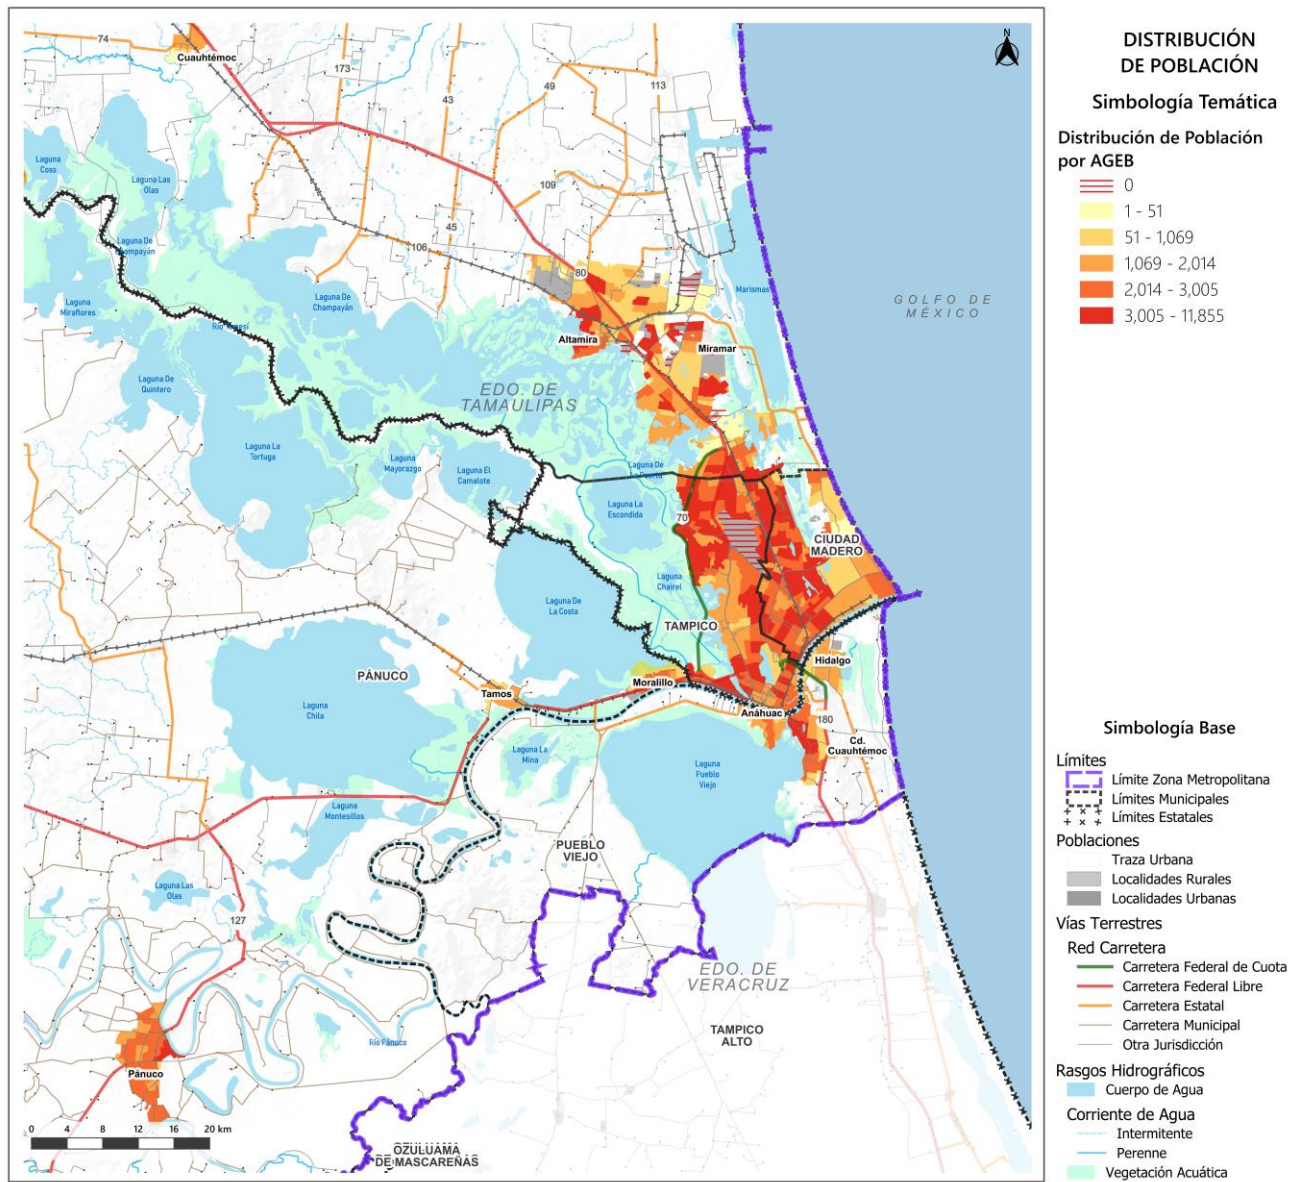 74
Cuauhtémoc
173
43
49
113
N
Laguna
Coss
Laguna Las
Olas
Laguna De
Champayán
109
45
106
Laguna De
Champayán
Laguna
Miraflores
80
Marismas
GOLFO DE
MÉXICO
Altamira
Miramar
Laguna De
Quintero
EDO. DE
TAMAULIPAS
Laguna La
Tortuga
Laguna
Mayorazgo
Laguna El
Camalote
Laguna De
Laguna La
Escondida
70
CIUDAD
MADERO
Laguna
Chairel
Laguna De
La Costa
TAMPICO
PÁNUCO
Hidalgo
Moralillo
Tamos
Anáhuac
Laguna
Chila
180
Cd.
Cuauhtémoc
Laguna La
Mina
Laguna
Pueblo
Viejo
Laguna
Montesillos
PUEBLO
VIEJO
Laguna Las
Olas
127
EDO. DE
VERACRUZ
TAMPICO
ALTO
Río Pánuco
Pánuco
0 4 8 12 16 20 km
OZULUAMA
DE MASCAREÑAS
DISTRIBUCIÓN
DE POBLACIÓN
Simbología Temática
Distribución de Población
por AGEB
0
1 - 51
51 - 1,069
1,069 - 2,014
2,014 - 3,005
3,005 - 11,855
Simbología Base
Límites
Límite Zona Metropolitana
Límites Municipales
Límites Estatales
Poblaciones
Traza Urbana
Localidades Rurales
Localidades Urbanas
Vías Terrestres
Red Carretera
Carretera Federal de Cuota
Carretera Federal Libre
Carretera Estatal
Carretera Municipal
Otra Jurisdicción
Rasgos Hidrográficos
Cuerpo de Agua
Corriente de Agua
Intermitente
Perenne
Vegetación Acuática